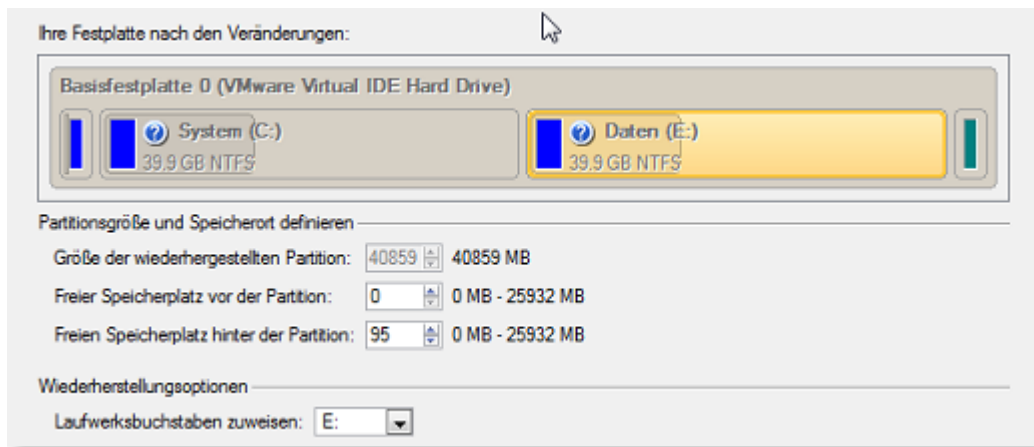 Ihre Festplatte nach den Veränderungen:
Basisfestplatte 0 (VMware Virtual IDE Hard Drive)
System (C:)
39,9 GB NTFS
Daten (E:)
39,9 GB NTFS
Partitionsgröße und Speicherort definieren
Größe der wiederhergestellten Partition: 40859 40859 MB
Freier Speicherplatz vor der Partition: 0 0 MB - 25932 MB
Freien Speicherplatz hinter der Partition: 95 0 MB - 25932 MB
Wiederherstellungsoptionen
Laufwerksbuchstaben zuweisen: E: